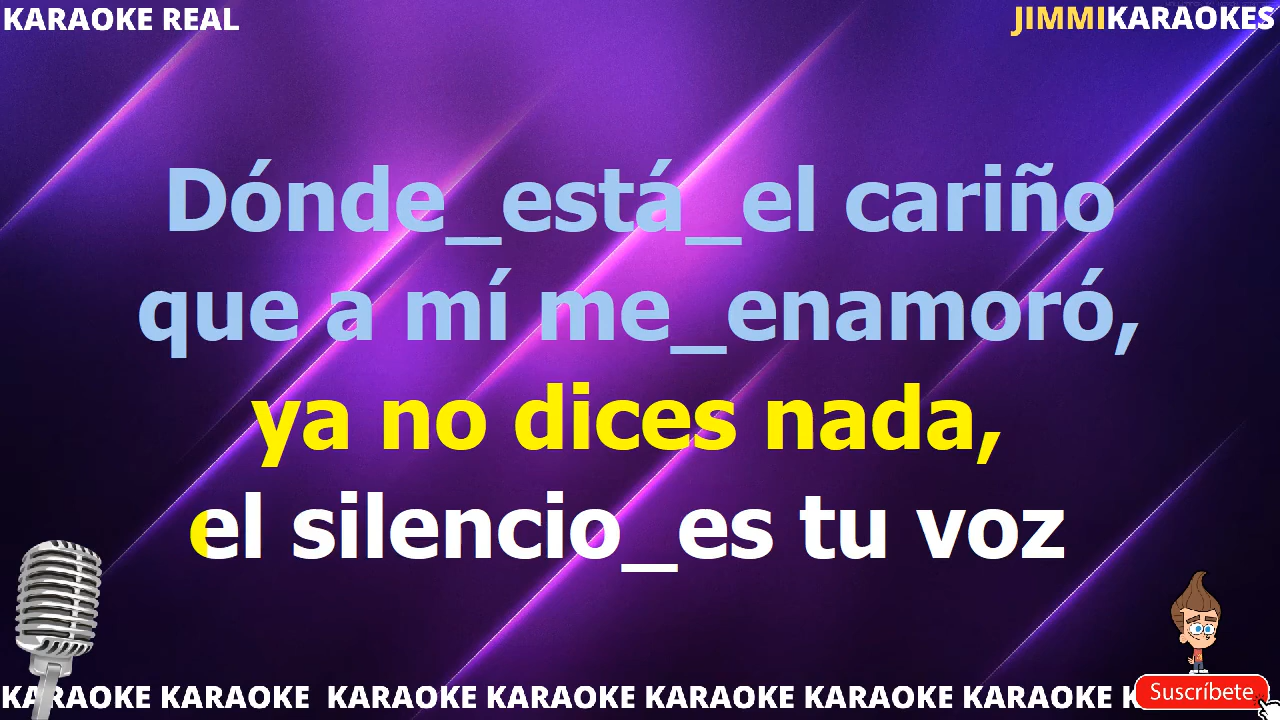 KARAOKE REAL
JIMMIKARAOKES
Dónde_está_el cariño
que a mí me_enamoró,
ya no dices nada,
el silencio_es tu voz
KARAOKE KARAOKE KARAOKE KARAOKE KARAOKE KARAOKE KARAOKE K
Suscríbete